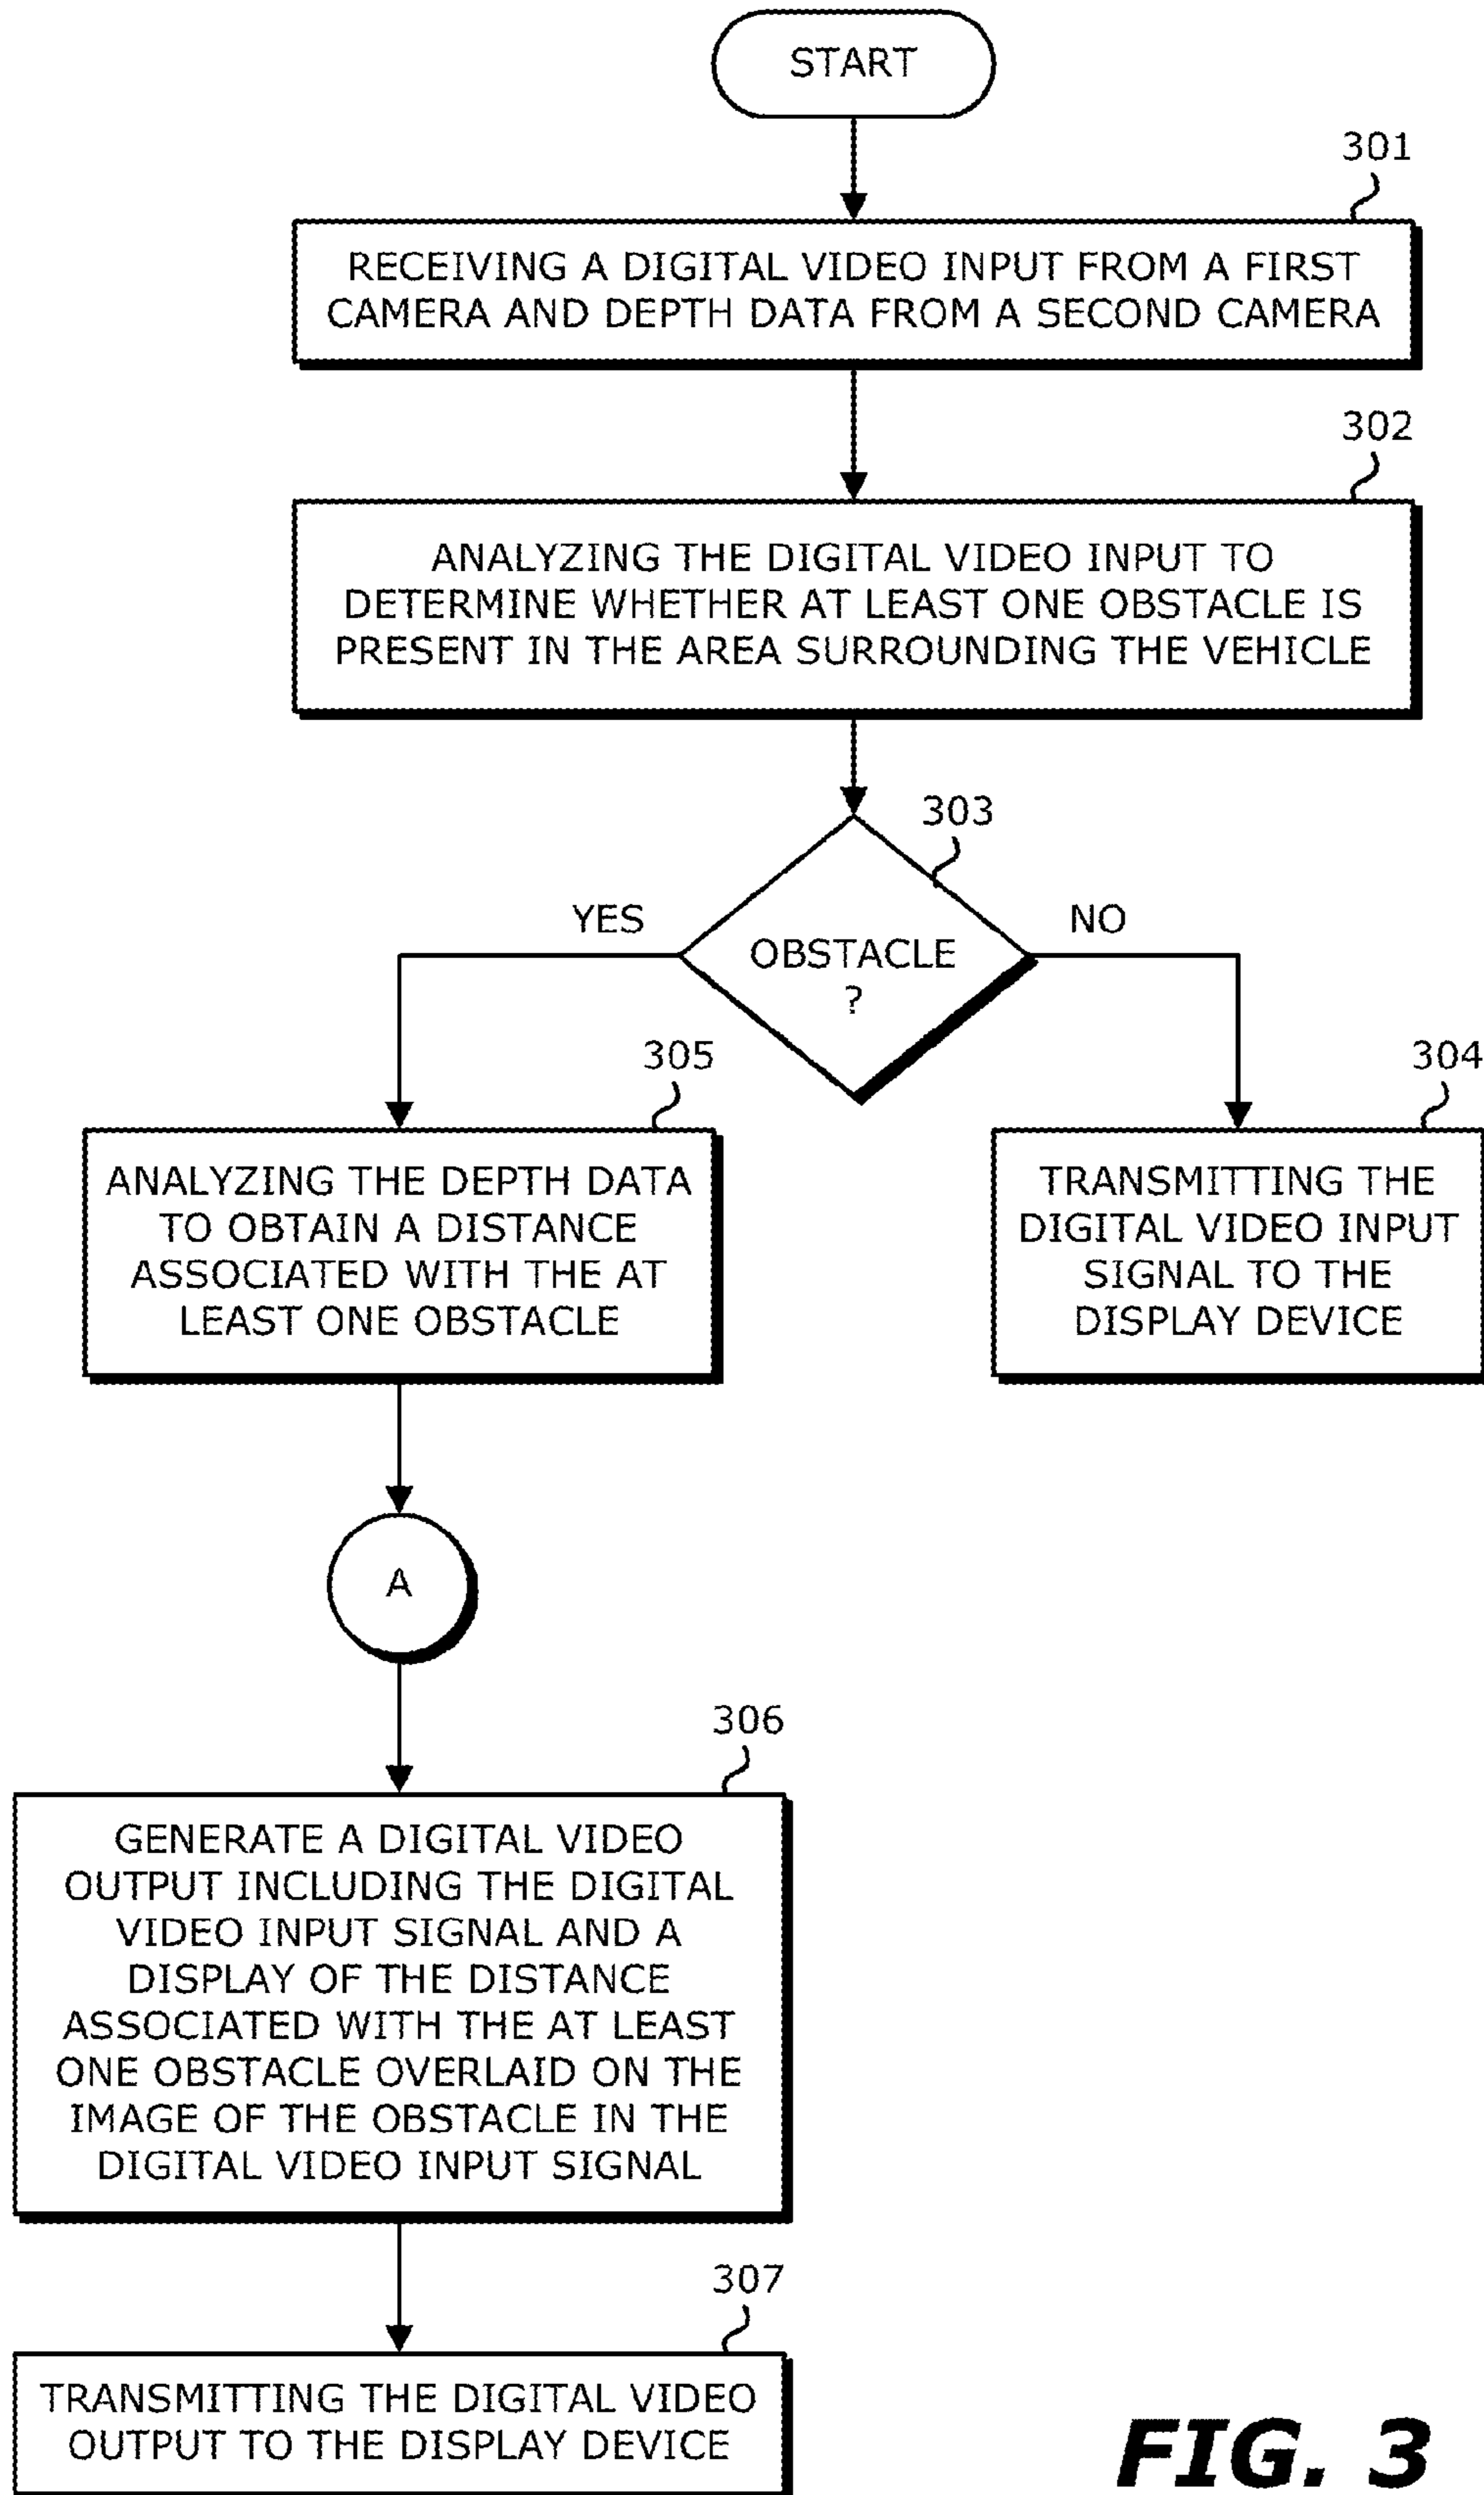 START
301
RECEIVING A DIGITAL VIDEO INPUT FROM A FIRST
CAMERA AND DEPTH DATA FROM A SECOND CAMERA
302
ANALYZING THE DIGITAL VIDEO INPUT TO
DETERMINE WHETHER AT LEAST ONE OBSTACLE IS
PRESENT IN THE AREA SURROUNDING THE VEHICLE
303
YES
NO
OBSTACLE
?
305
ANALYZING THE DEPTH DATA
TO OBTAIN A DISTANCE
ASSOCIATED WITH THE AT
LEAST ONE OBSTACLE
304
TRANSMITTING THE
DIGITAL VIDEO INPUT
SIGNAL TO THE
DISPLAY DEVICE
A
306
GENERATE A DIGITAL VIDEO
OUTPUT INCLUDING THE DIGITAL
VIDEO INPUT SIGNAL AND A
DISPLAY OF THE DISTANCE
ASSOCIATED WITH THE AT LEAST
ONE OBSTACLE OVERLAID ON THE
IMAGE OF THE OBSTACLE IN THE
DIGITAL VIDEO INPUT SIGNAL
307
TRANSMITTING THE DIGITAL VIDEO
OUTPUT TO THE DISPLAY DEVICE
FIG. 3